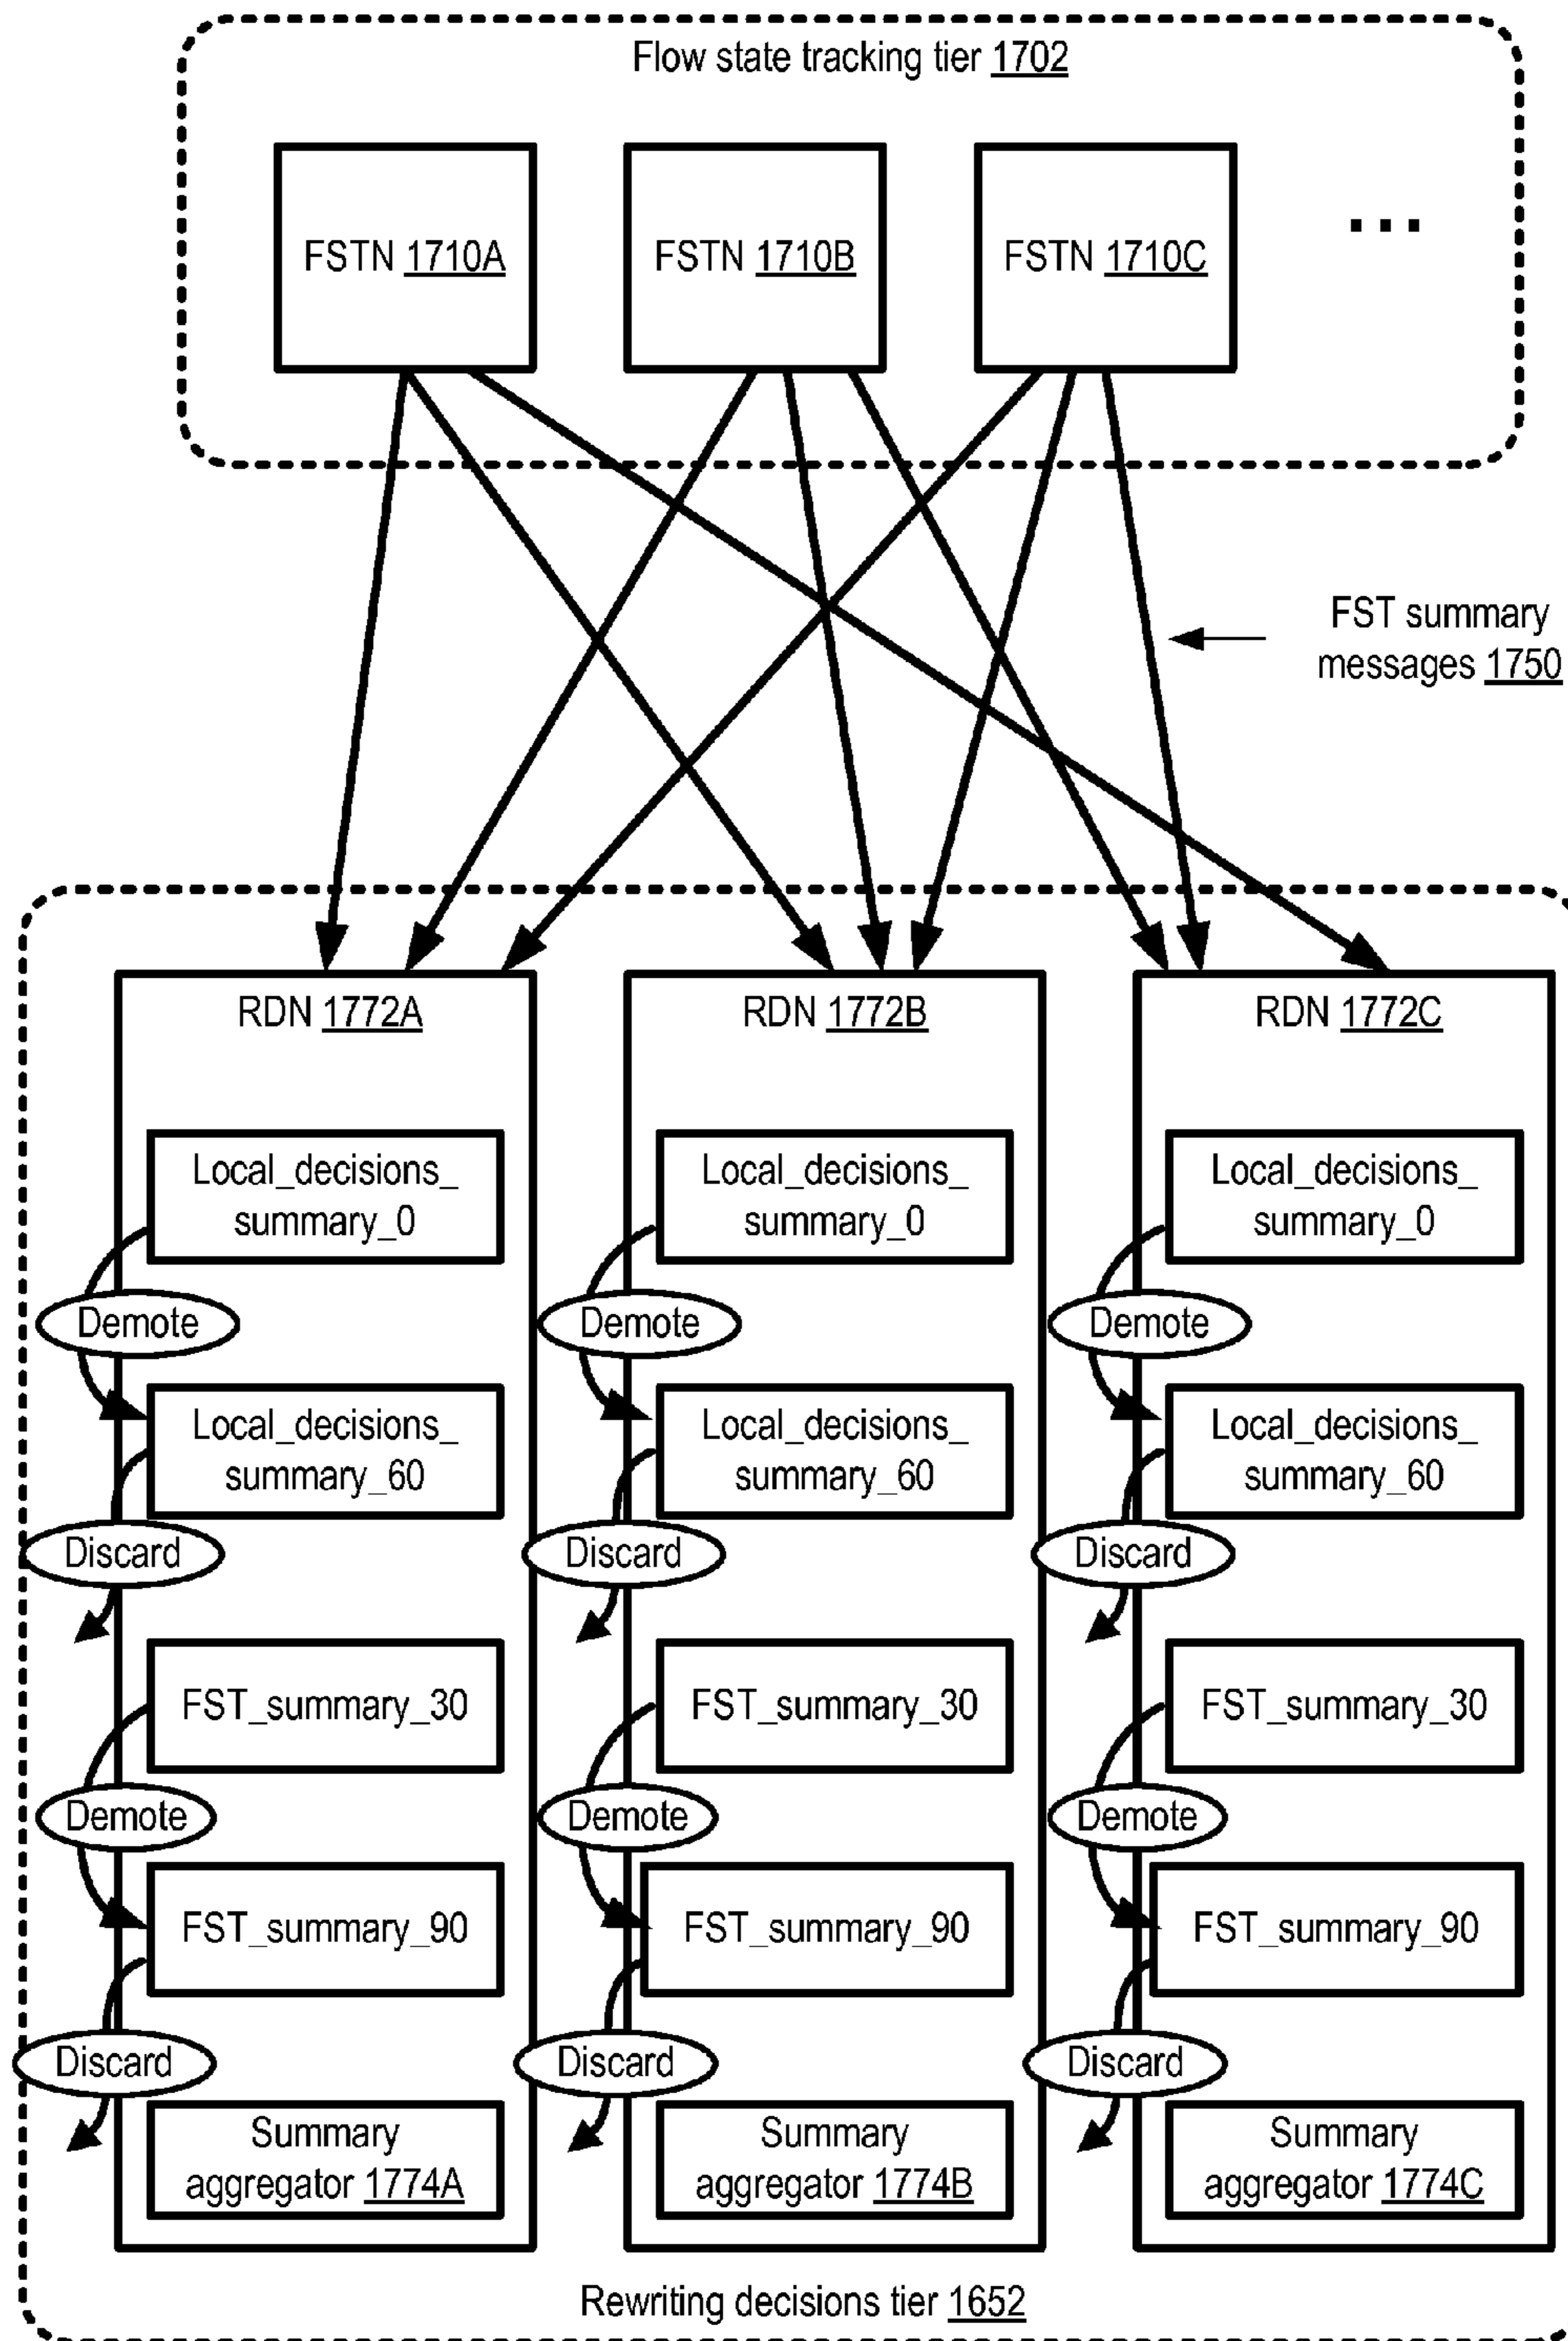 Flow state tracking tier 1702
FSTN 1710A
FSTN 1710B
FSTN 1710C
...
FST summary
messages 1750
RDN 1772A
RDN 1772B
RDN 1772C
Local_decisions_
summary_0
Local_decisions_
summary_0
Local_decisions_
summary_0
Demote
Demote
Demote
Local_decisions_
summary_60
Local_decisions_
summary_60
Local_decisions_
summary_60
Discard
Discard
Discard
FST_summary_30
FST_summary_30
FST_summary_30
Demote
Demote
Demote
FST_summary_90
FST_summary_90
FST_summary_90
Discard
Discard
Discard
Summary
aggregator 1774A
Summary
aggregator 1774B
Summary
aggregator 1774C
Rewriting decisions tier 1652